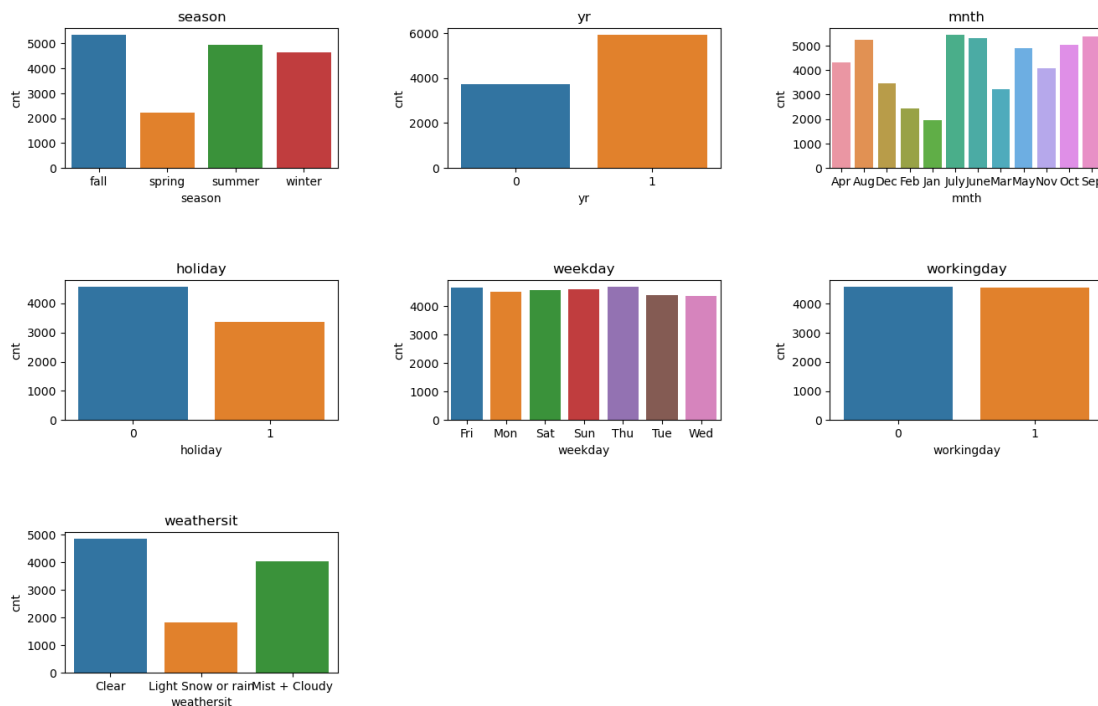 season
5000
4000
3000
2000
1000
0
cnt
fall spring summer winter
season
yr
6000
4000
2000
0
cnt
0 1
yr
mnth
5000
4000
3000
2000
1000
0
cnt
Apr Aug Dec Feb Jan July June Mar May Nov Oct Sep
mnth
holiday
4000
3000
2000
1000
0
cnt
0 1
holiday
weekday
4000
3000
2000
1000
0
cnt
Fri Mon Sat Sun Thu Tue Wed
weekday
workingday
4000
3000
2000
1000
0
cnt
0 1
workingday
weathersit
5000
4000
3000
2000
1000
0
cnt
Clear Light Snow or rain Mist + Cloudy
weathersit